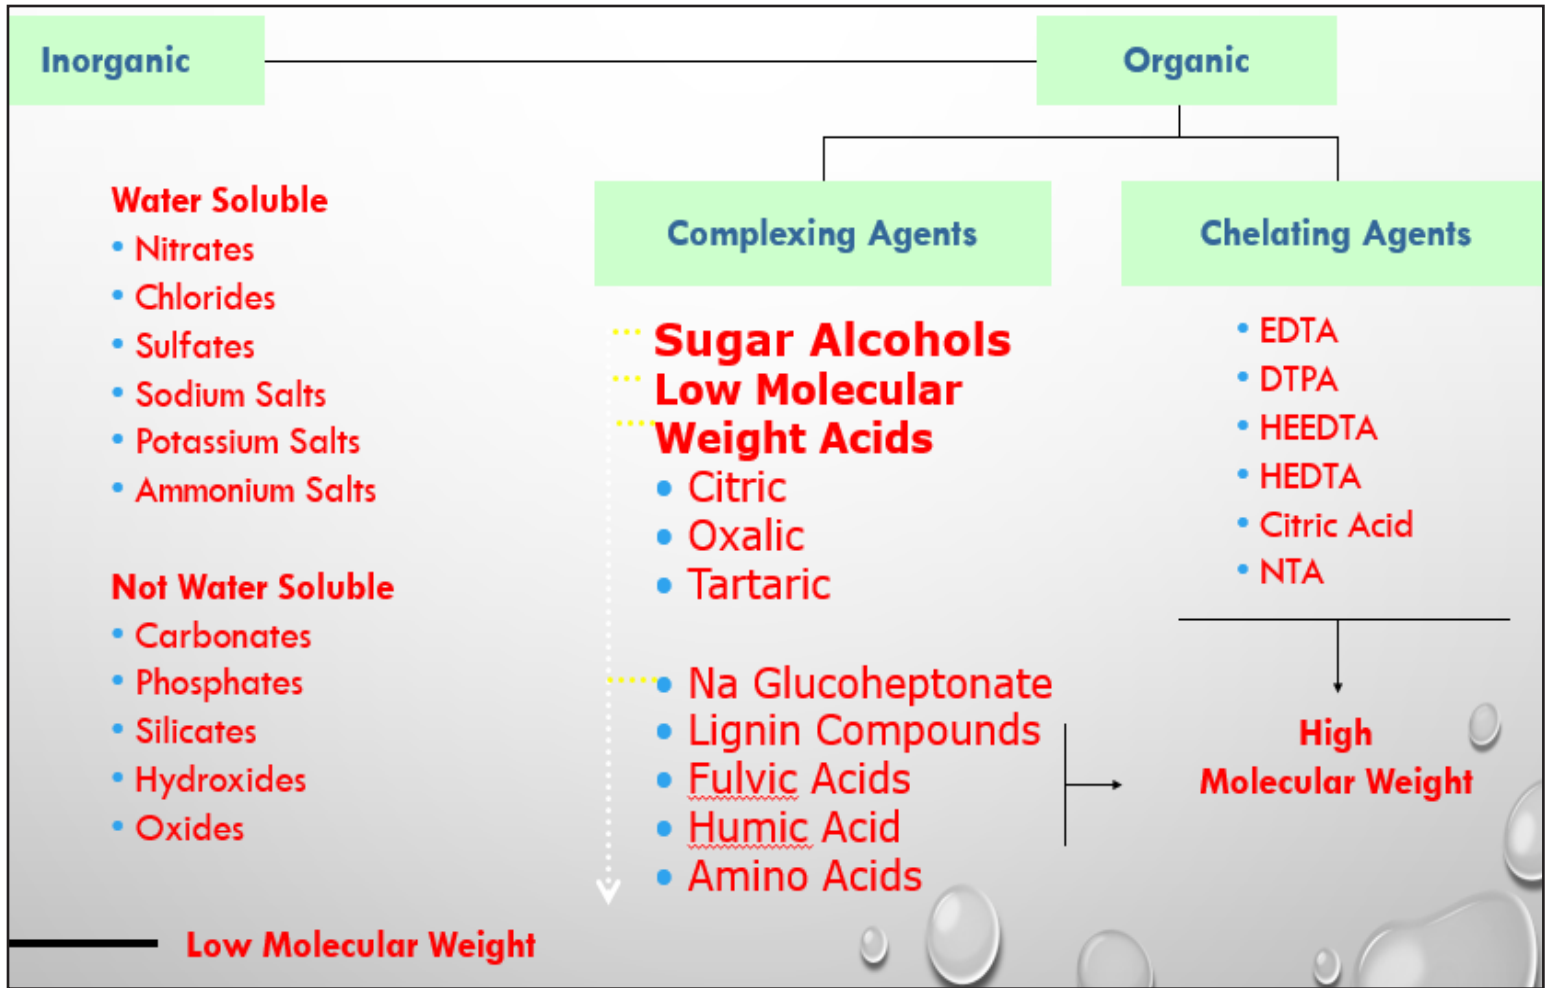 Inorganic
Organic
Water Soluble
• Nitrates
• Chlorides
• Sulfates
• Sodium Salts
• Potassium Salts
• Ammonium Salts
Not Water Soluble
• Carbonates
• Phosphates
• Silicates
• Hydroxides
• Oxides
Low Molecular Weight
Complexing Agents
Sugar Alcohols
Low Molecular
Weight Acids
• Citric
• Oxalic
• Tartaric
• Na Glucoheptonate
• Lignin Compounds
• Fulvic Acids
• Humic Acid
• Amino Acids
Chelating Agents
• EDTA
• DTPA
• HEEDTA
• HEDTA
• Citric Acid
• NTA
High
Molecular Weight